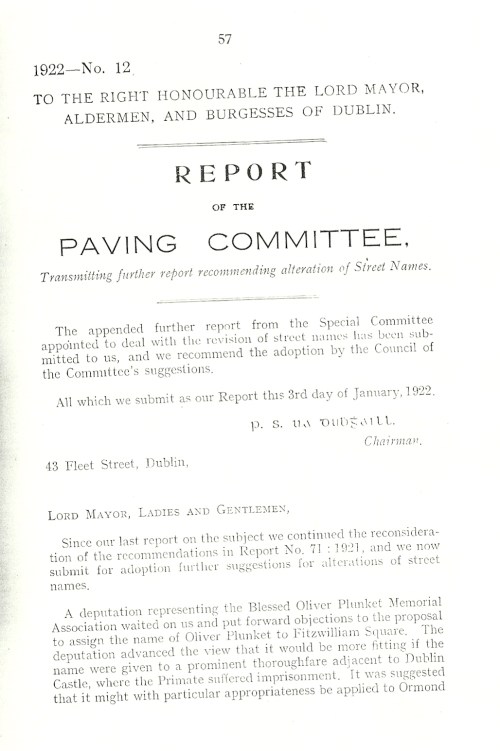 57
1922—No. 12.
TO THE RIGHT HONOURABLE THE LORD MAYOR,
ALDERMEN, AND BURGESSES OF DUBLIN.
REPORT
OF THE
PAVING COMMITTEE,
Transmitting further report recommending alteration of Street Names.
The appended further report from the Special Committee
appointed to deal with the revision of street names has been sub-
mitted to us, and we recommend the adoption by the Council of
the Committee's suggestions.
All which we submit as our Report this 3rd day of January, 1922.
p. s. ua Dubġaill,
Chairman.
43 Fleet Street, Dublin,
LORD MAYOR, LADIES AND GENTLEMEN,
Since our last report on the subject we continued the reconsidera-
tion of the recommendations in Report No. 71 : 1921, and we now
submit for adoption further suggestions for alterations of street
names.
A deputation representing the Blessed Oliver Plunket Memorial
Association waited on us and put forward objections to the proposal
to assign the name of Oliver Plunket to Fitzwilliam Square. The
deputation advanced the view that it would be more fitting if the
name were given to a prominent thoroughfare adjacent to Dublin
Castle, where the Primate suffered imprisonment. It was suggested
that it might with particular appropriateness be applied to Ormond